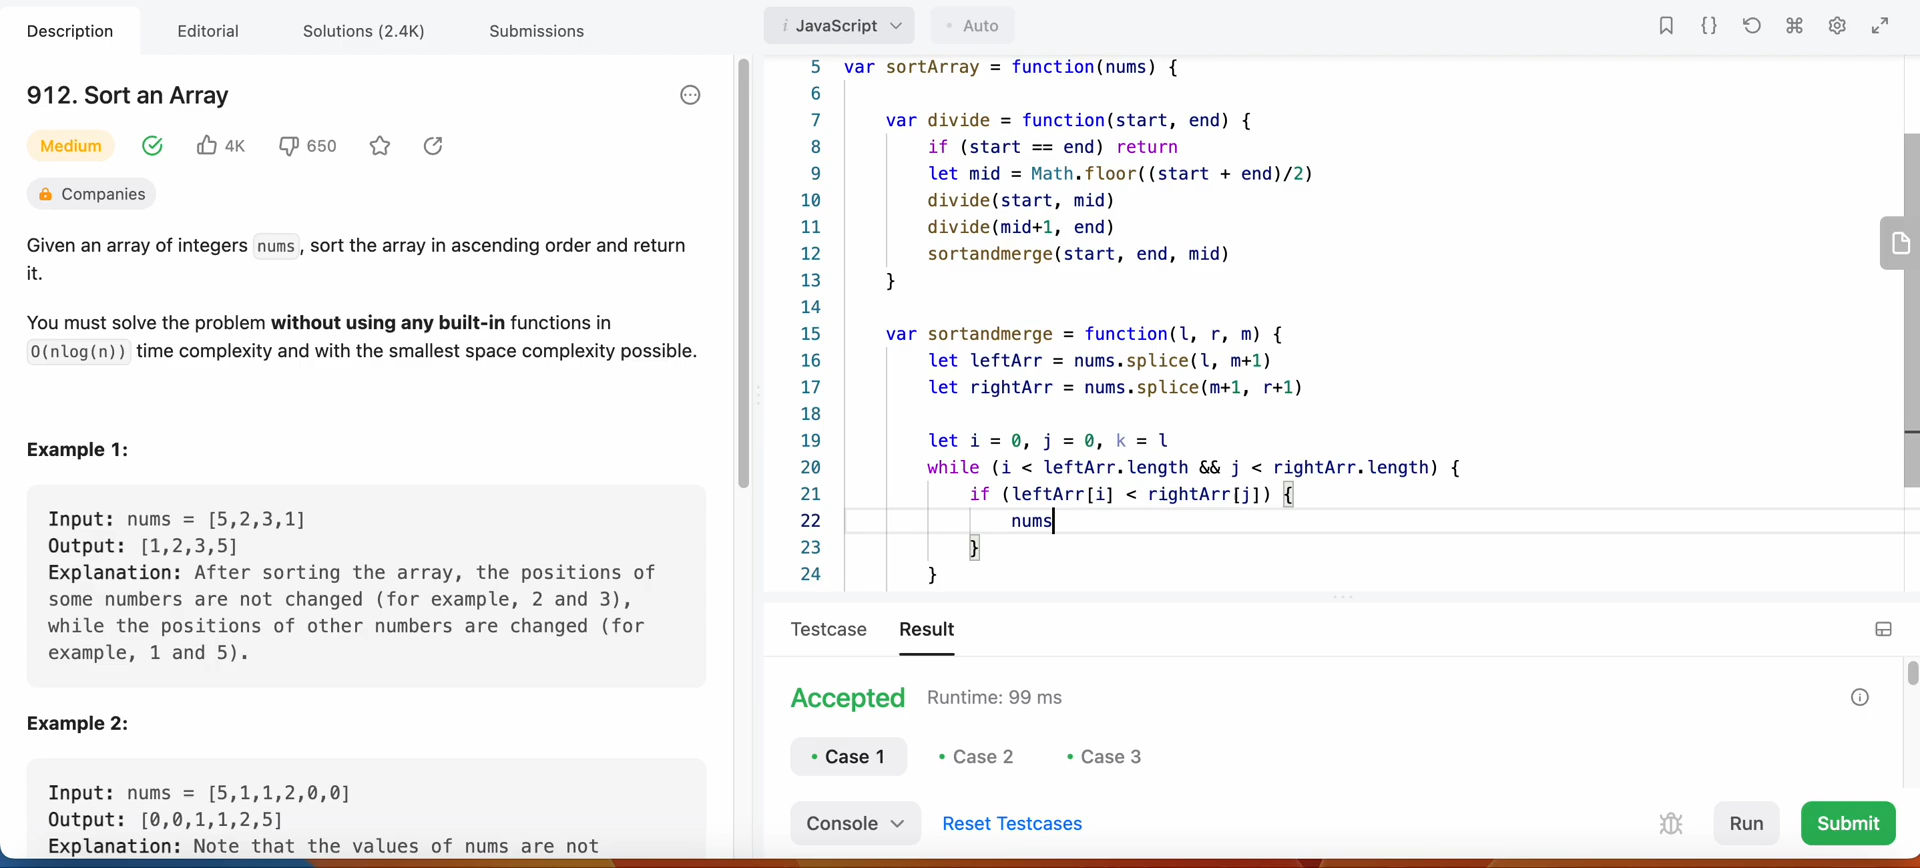 Description
Editorial
Solutions (2.4K)
Submissions
912. Sort an Array
Medium
4K
650
Companies
Given an array of integers nums, sort the array in ascending order and return
it.
You must solve the problem without using any built-in functions in
O(nlog(n)) time complexity and with the smallest space complexity possible.
Example 1:
Input: nums = [5,2,3,1]
Output: [1,2,3,5]
Explanation: After sorting the array, the positions of
some numbers are not changed (for example, 2 and 3),
while the positions of other numbers are changed (for
example, 1 and 5).
Example 2:
Input: nums = [5,1,1,2,0,0]
Output: [0,0,1,1,2,5]
Explanation: Note that the values of nums are not
i JavaScript
• Auto
5 var sortArray = function(nums) {
6
7 var divide = function(start, end) {
8 if (start == end) return
9 let mid = Math.floor((start + end)/2)
10 divide(start, mid)
11 divide(mid+1, end)
12 sortandmerge(start, end, mid)
13 }
14
15 var sortandmerge = function(l, r, m) {
16 let leftArr = nums.splice(l, m+1)
17 let rightArr = nums.splice(m+1, r+1)
18
19 let i = 0, j = 0, k = l
20 while (i < leftArr.length && j < rightArr.length) {
21 if (leftArr[i] < rightArr[j]) {
22 nums
23 }
24 }
Testcase
Result
Accepted
Runtime: 99 ms
• Case 1
• Case 2
• Case 3
Console
Reset Testcases
Run
Submit